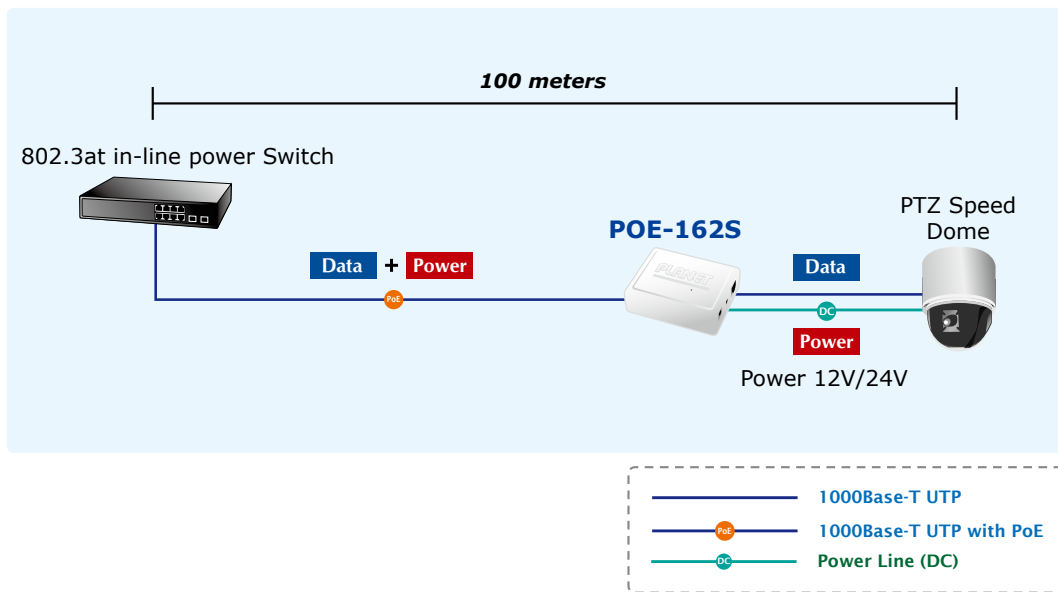 100 meters
802.3at in-line power Switch
POE-162S
PTZ Speed
Dome
Data + Power
PLANET
Data
PoE
DC
Power
Power 12V/24V
1000Base-T UTP
PoE 1000Base-T UTP with PoE
DC Power Line (DC)